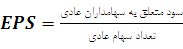 EPS = سود متعلق به سهامداران عادی
تعداد سهام عادی